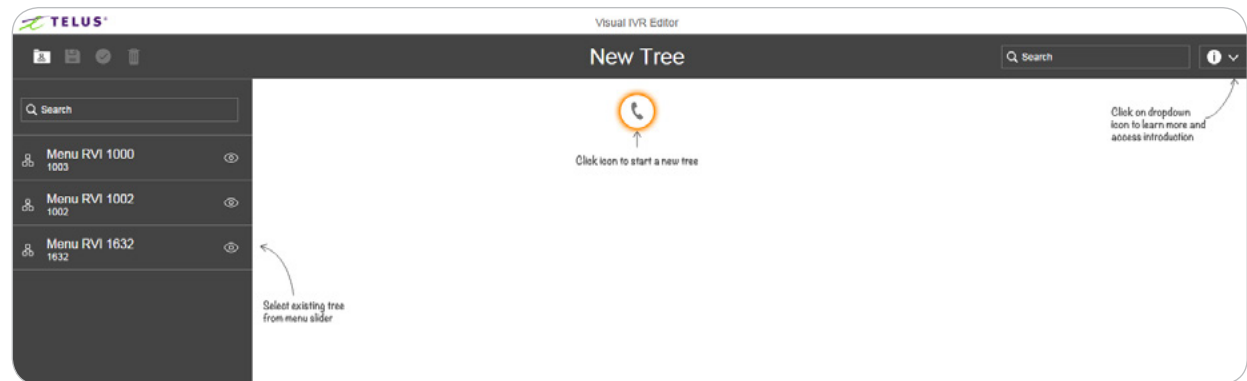 TELUS
Visual IVR Editor
New Tree
Search
Search
Click on dropdown
icon to learn more and
access introduction
Click icon to start a new tree
Menu RVI 1000
1003
Menu RVI 1002
1002
Menu RVI 1632
1632
Select existing tree
from menu slider